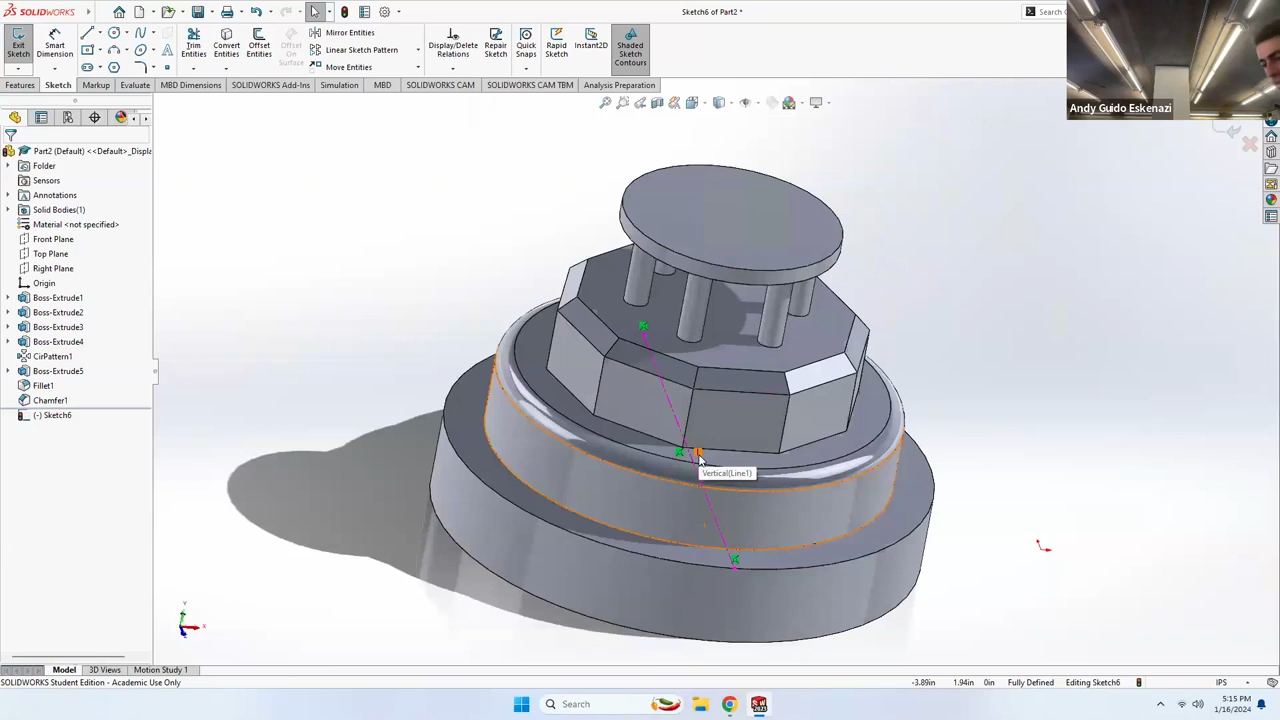 SOLIDWORKS
Sketch6 of Part2 *
Search
Exit Sketch
Smart Dimension
Trim Entities
Convert Entities
Offset Entities
Offset On Surface
Mirror Entities
Linear Sketch Pattern
Move Entities
Display/Delete Relations
Repair Sketch
Quick Snaps
Rapid Sketch
Instant2D
Shaded Sketch Contours
Andy Guido Eskenazi
Features
Sketch
Markup
Evaluate
MBD Dimensions
SOLIDWORKS Add-Ins
Simulation
MBD
SOLIDWORKS CAM
SOLIDWORKS CAM TBM
Analysis Preparation
Part2 (Default) <<Default>_Displa
Folder
Sensors
Annotations
Solid Bodies(1)
Material <not specified>
Front Plane
Top Plane
Right Plane
Origin
Boss-Extrude1
Boss-Extrude2
Boss-Extrude3
Boss-Extrude4
CirPattern1
Boss-Extrude5
Fillet1
Chamfer1
(-) Sketch6
Vertical(Line1)
Y
X
Model
3D Views
Motion Study 1
SOLIDWORKS Student Edition - Academic Use Only
-3.89in
1.94in
0in
Fully Defined
Editing Sketch6
IPS
Search
5:15 PM
1/16/2024